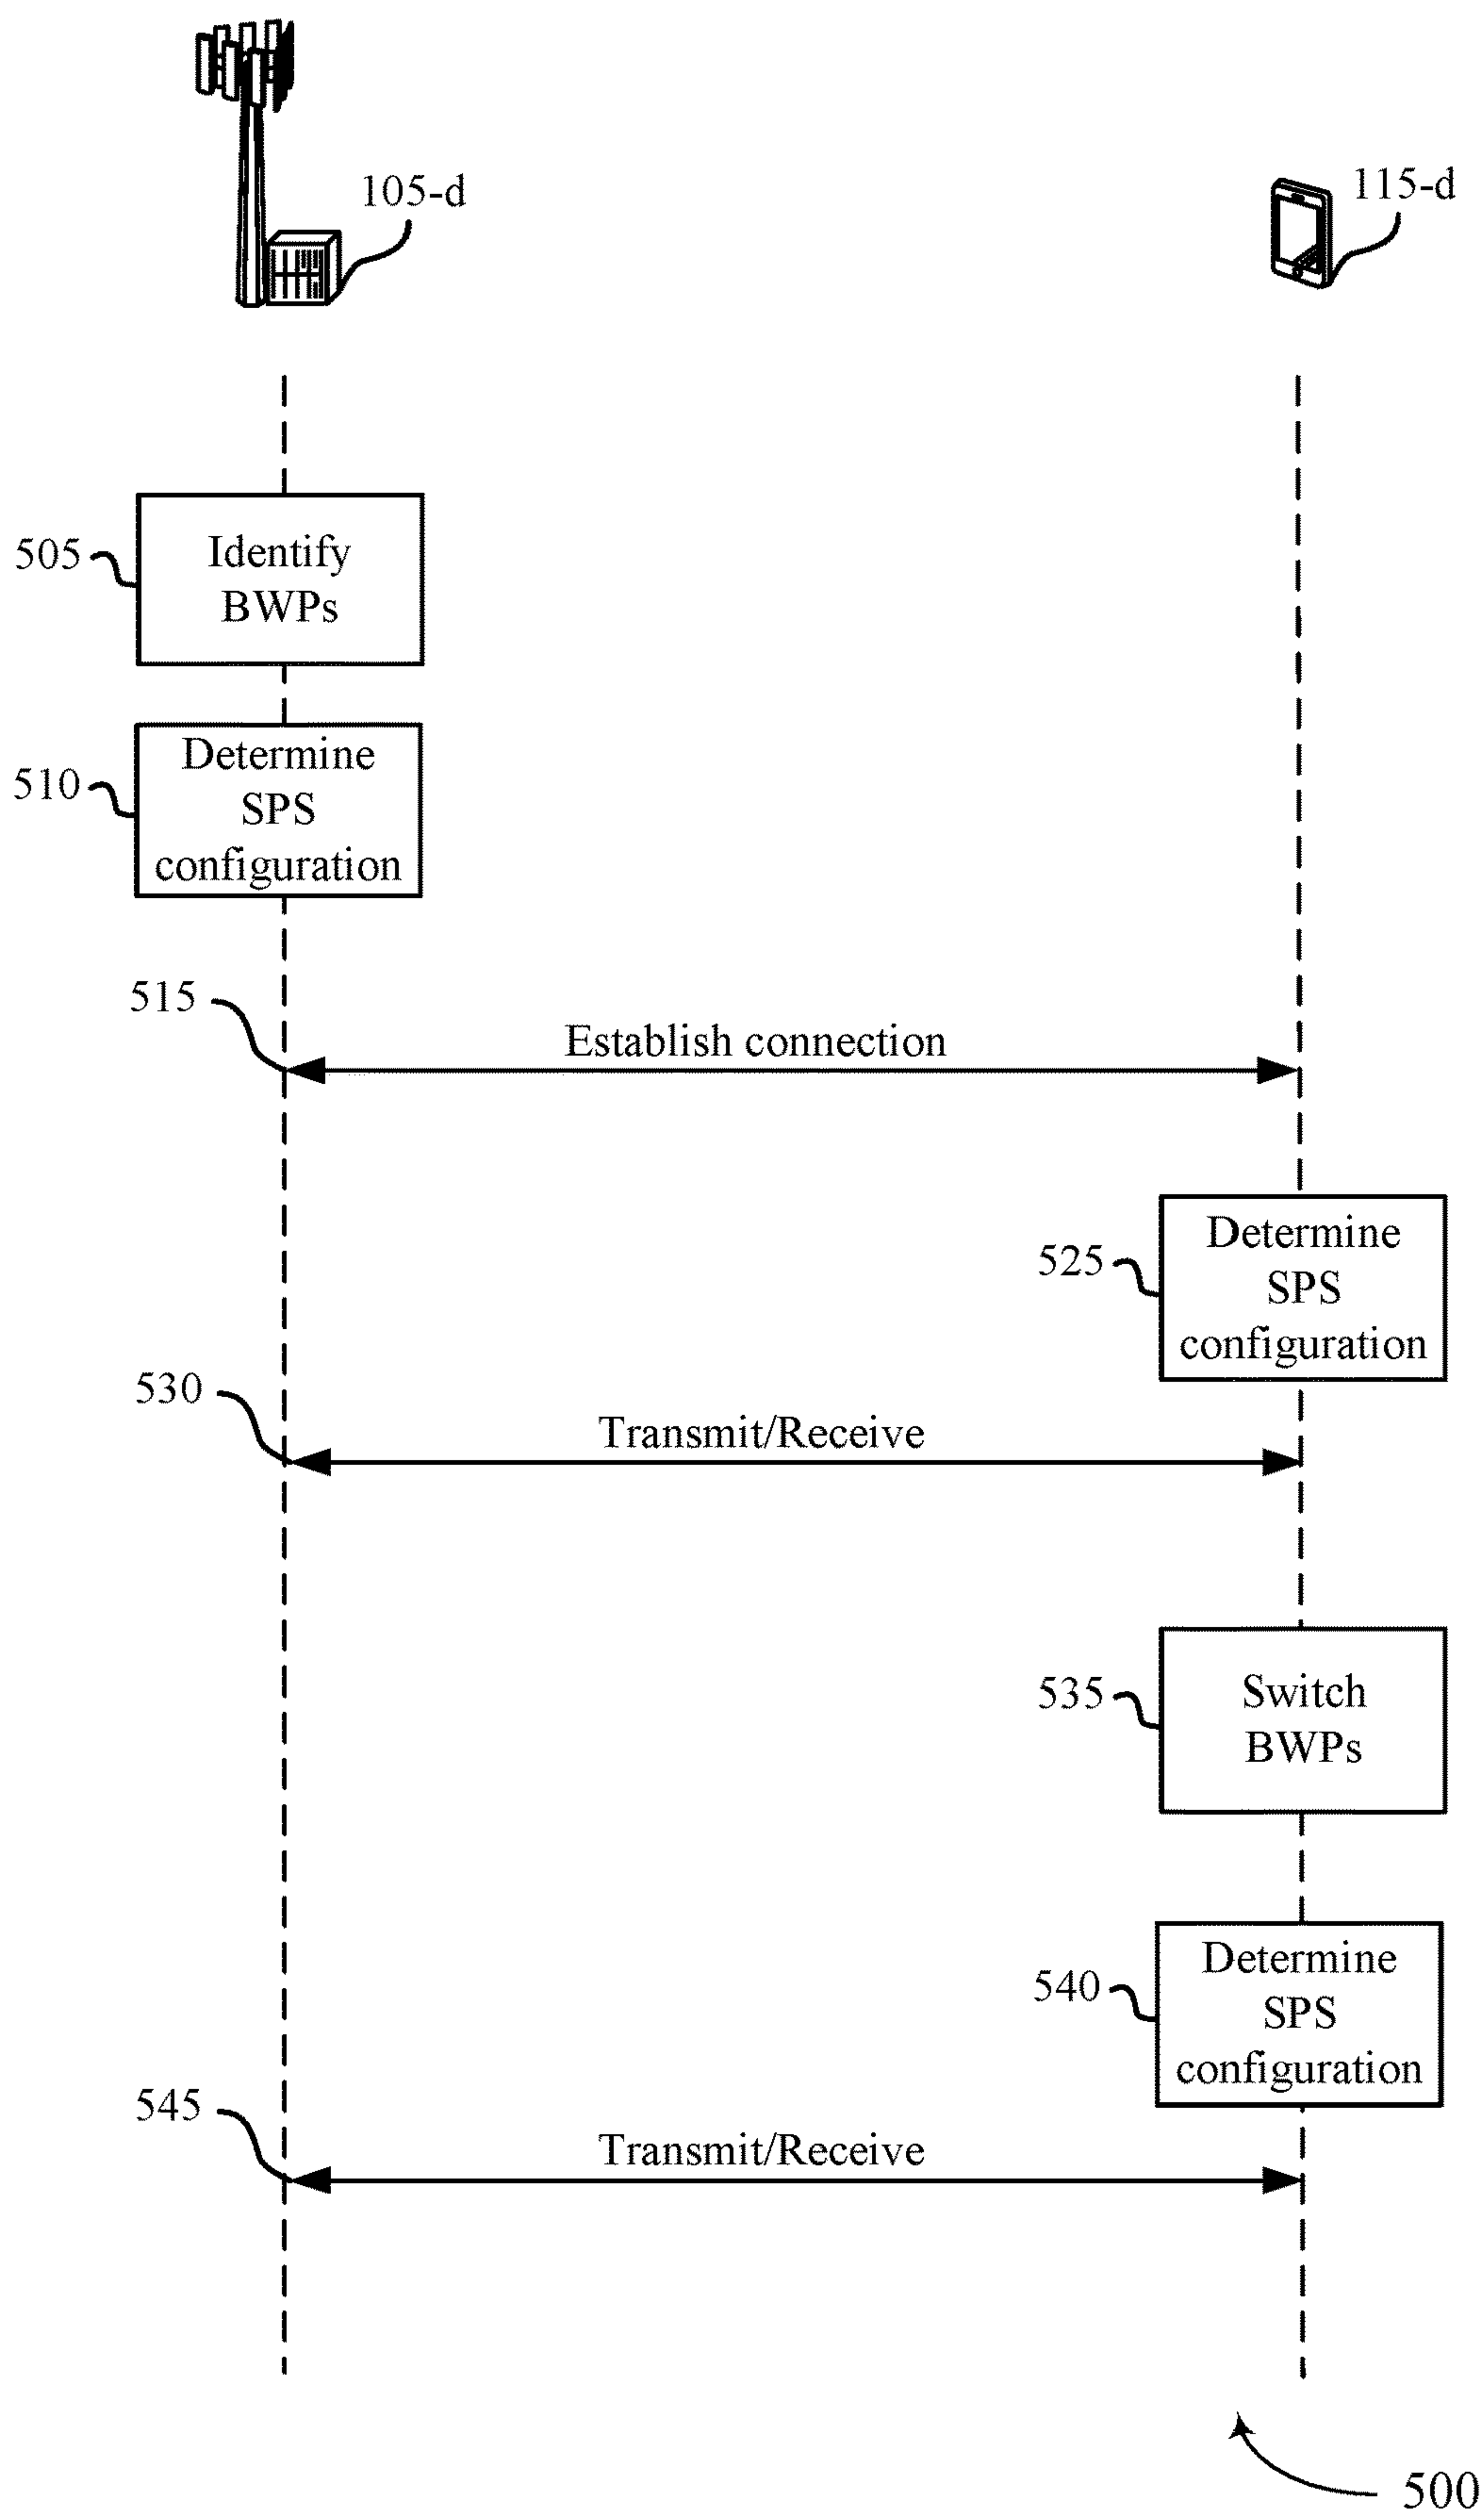 105-d
115-d
505
Identify
BWPs
510
Determine
SPS
configuration
515
Establish connection
525
Determine
SPS
configuration
530
Transmit/Receive
535
Switch
BWPs
540
Determine
SPS
configuration
545
Transmit/Receive
500